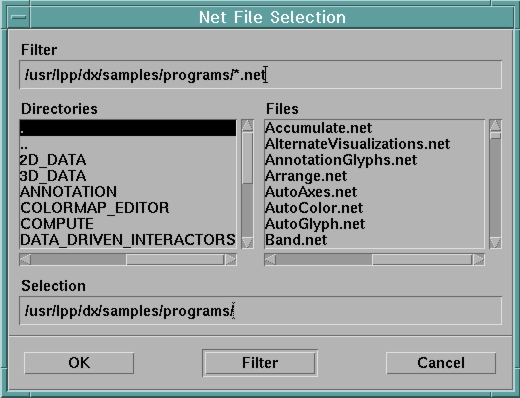 Net File Selection
Filter
/usr/lpp/dx/samples/programs/*.net
Directories
.
..
2D_DATA
3D_DATA
ANNOTATION
COLORMAP_EDITOR
COMPUTE
DATA_DRIVEN_INTERACTORS
Files
Accumulate.net
AlternateVisualizations.net
AnnotationGlyphs.net
Arrange.net
AutoAxes.net
AutoColor.net
AutoGlyph.net
Band.net
Selection
/usr/lpp/dx/samples/programs/
OK
Filter
Cancel